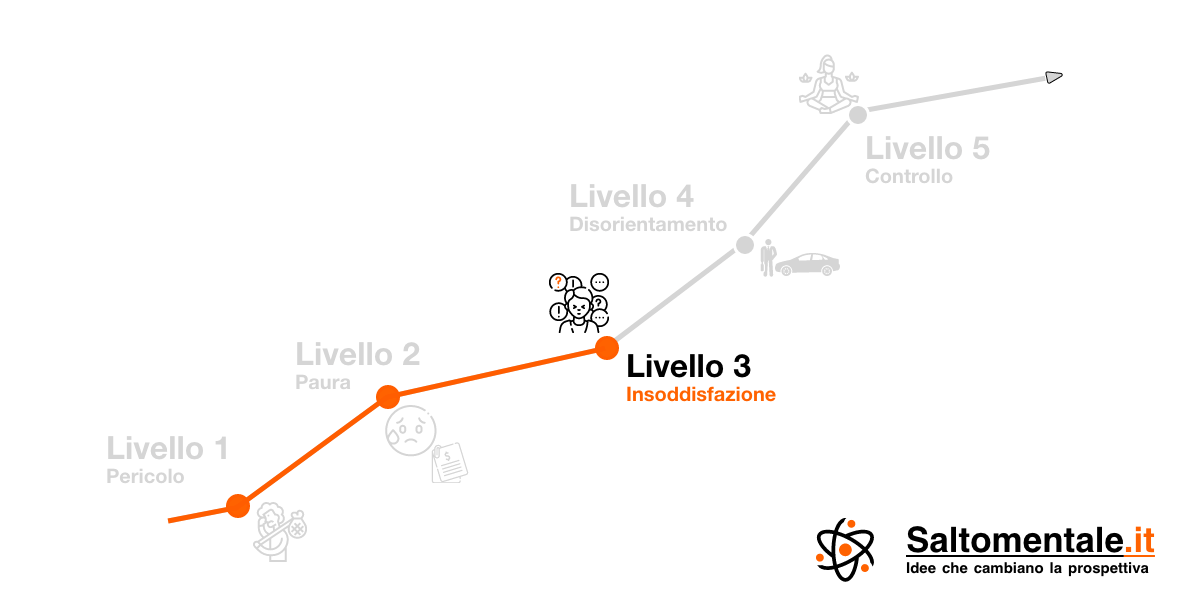 Livello 5
Controllo
Livello 4
Disorientamento
Livello 3
Insoddisfazione
Livello 2
Paura
Livello 1
Pericolo
Saltomentale.it
Idee che cambiano la prospettiva